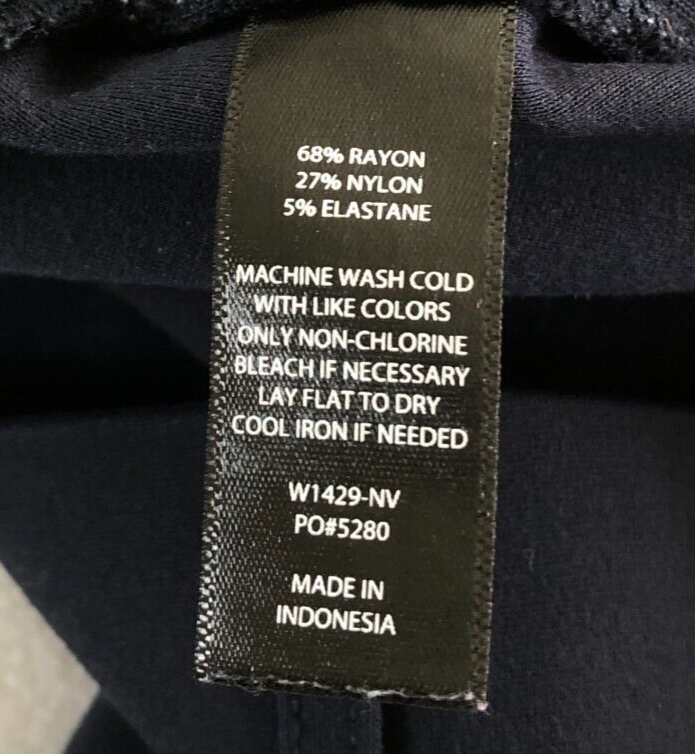 68% RAYON
27% NYLON
5% ELASTANE
MACHINE WASH COLD
WITH LIKE COLORS
ONLY NON-CHLORINE
BLEACH IF NECESSARY
LAY FLAT TO DRY
COOL IRON IF NEEDED
W1429-NV
PO#5280
MADE IN
INDONESIA